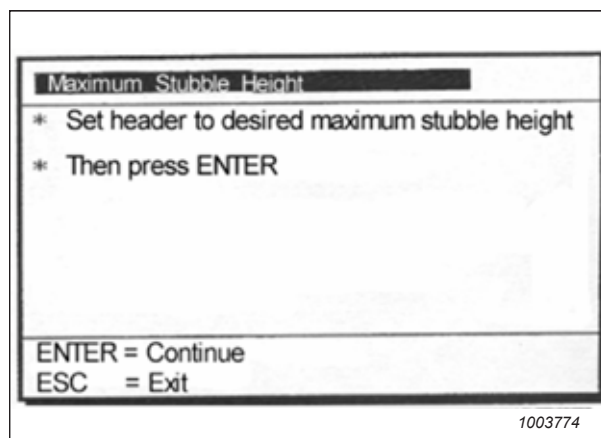 Maximum Stubble Height
* Set header to desired maximum stubble height
* Then press ENTER
ENTER = Continue
ESC = Exit
1003774